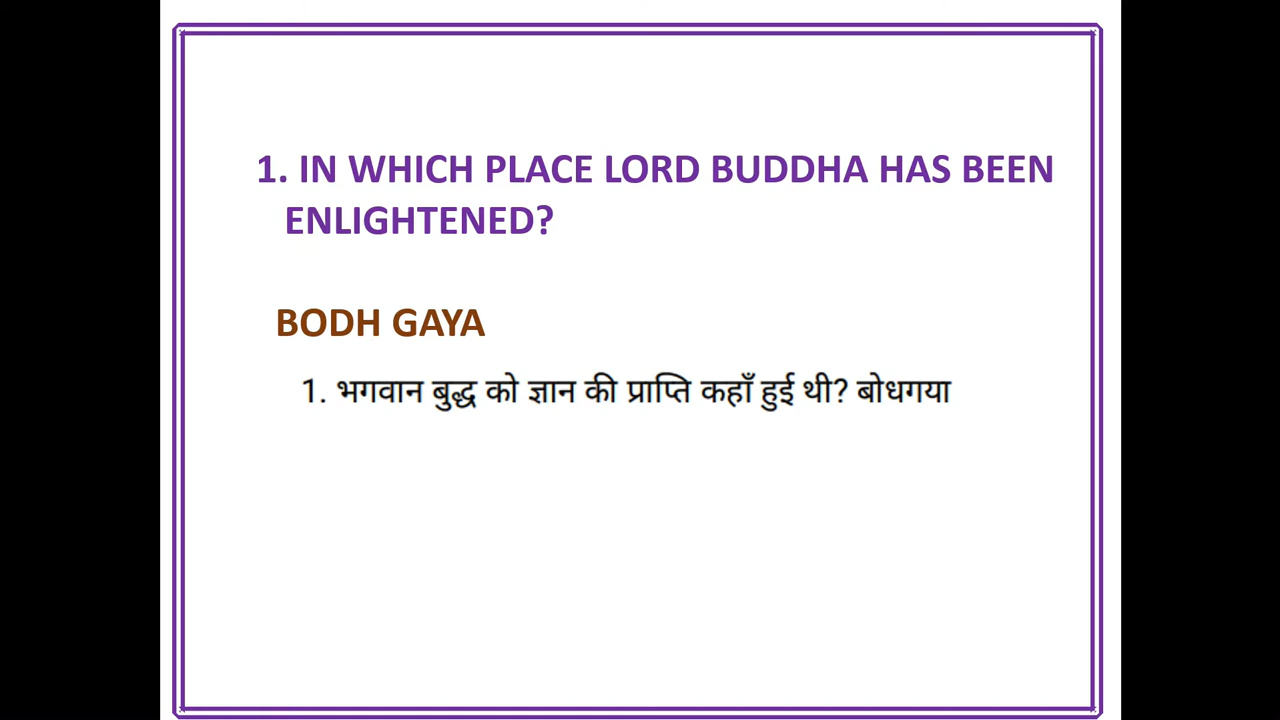 1. IN WHICH PLACE LORD BUDDHA HAS BEEN
ENLIGHTENED?
BODH GAYA
1. भगवान बुद्ध को ज्ञान की प्राप्ति कहाँ हुई थी? बोधगया